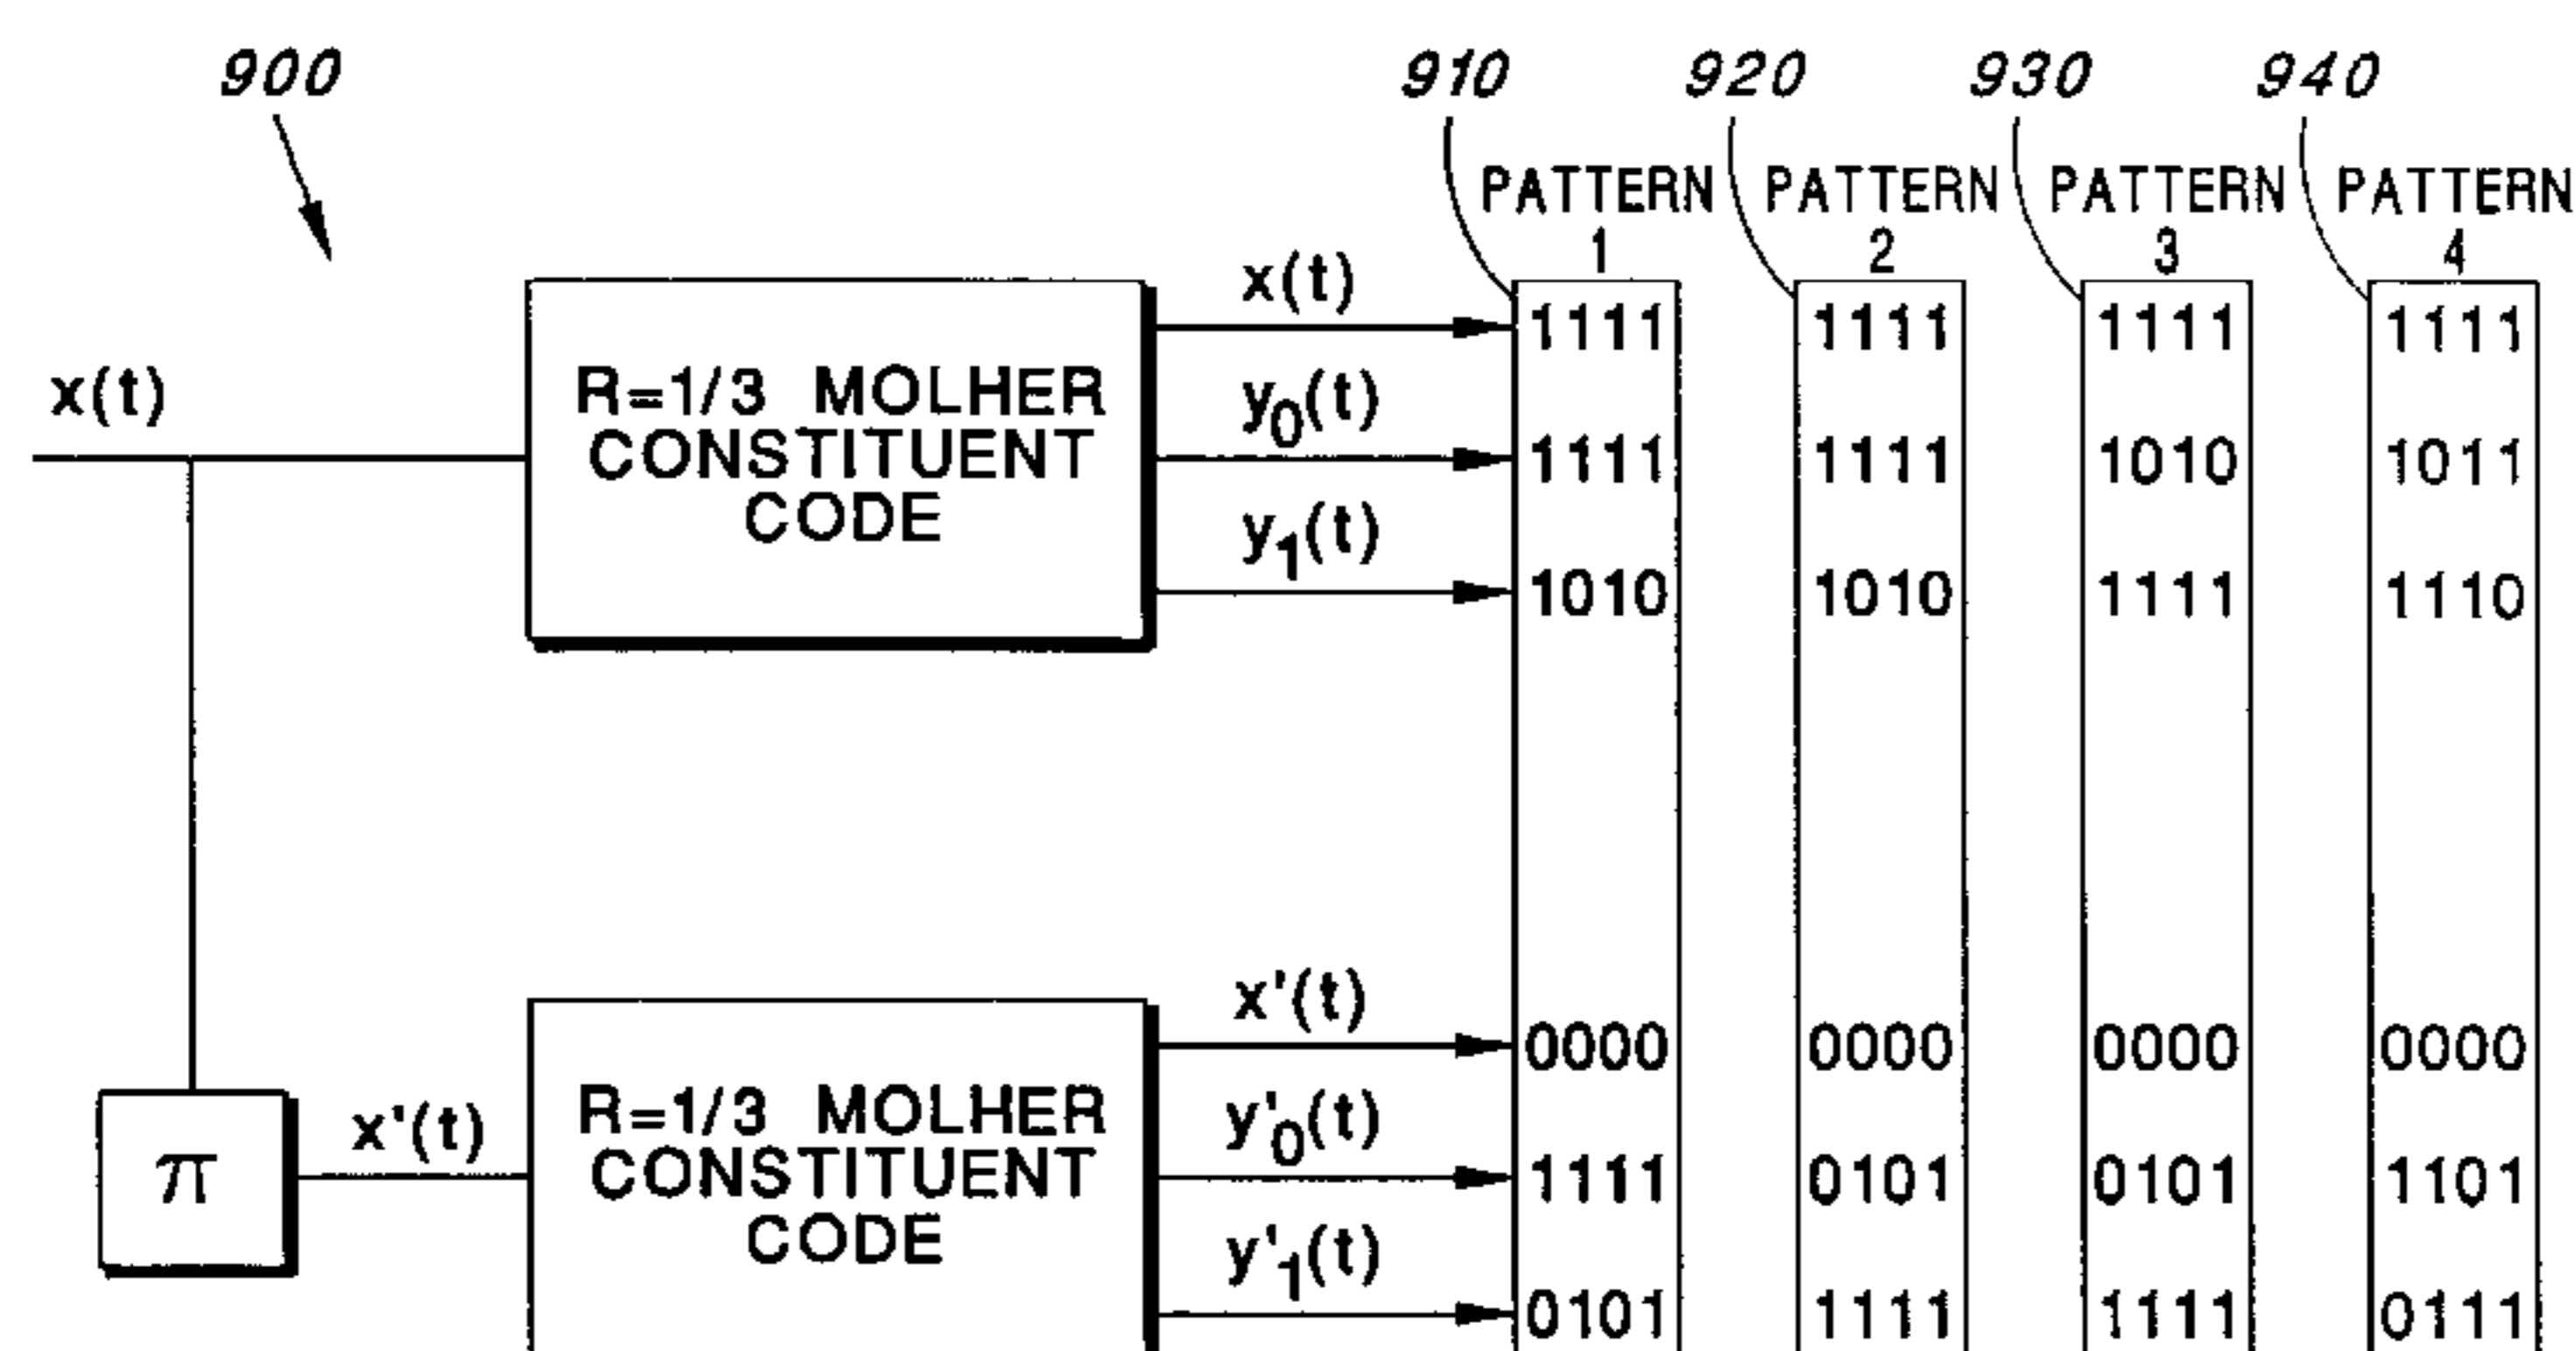 900 910 920 930 940
PATTERN PATTERN PATTERN PATTERN
1 2 3 4
x(t) 1111 1111 1111 1111
x(t)
R=1/3 MOLHER
CONSTITUENT
CODE
y0(t) 1111 1111 1010 1011
y1(t) 1010 1010 1111 1110
x'(t) 0000 0000 0000 0000
π x'(t)
R=1/3 MOLHER
CONSTITUENT
CODE
y'0(t) 1111 0101 0101 1101
y'1(t) 0101 1111 1111 0111